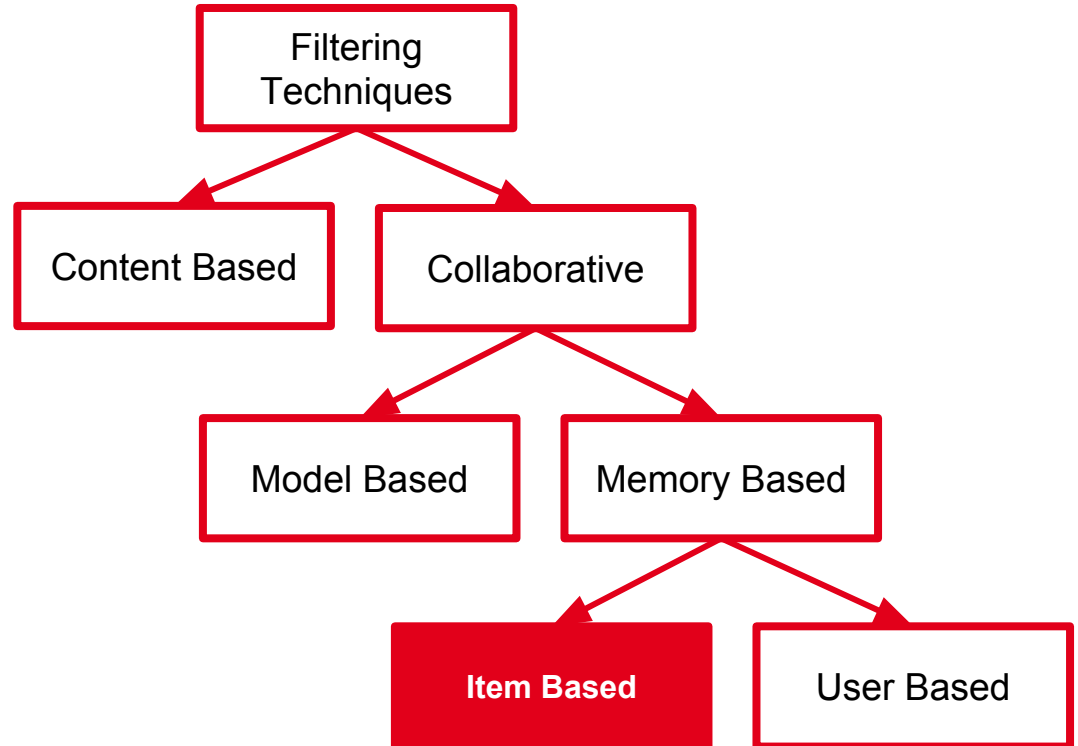 Filtering
Techniques
Content Based
Collaborative
Model Based
Memory Based
Item Based
User Based